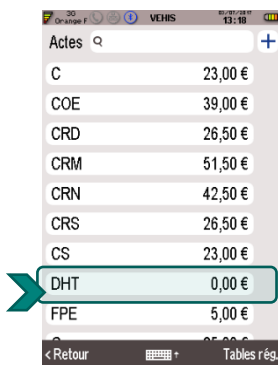 3G
Orange F VEHIS 13:18
Actes
C 23,00 €
COE 39,00 €
CRD 26,50 €
CRM 51,50 €
CRN 42,50 €
CRS 26,50 €
CS 23,00 €
DHT 0,00 €
FPE 5,00 €
< Retour Tables rég.